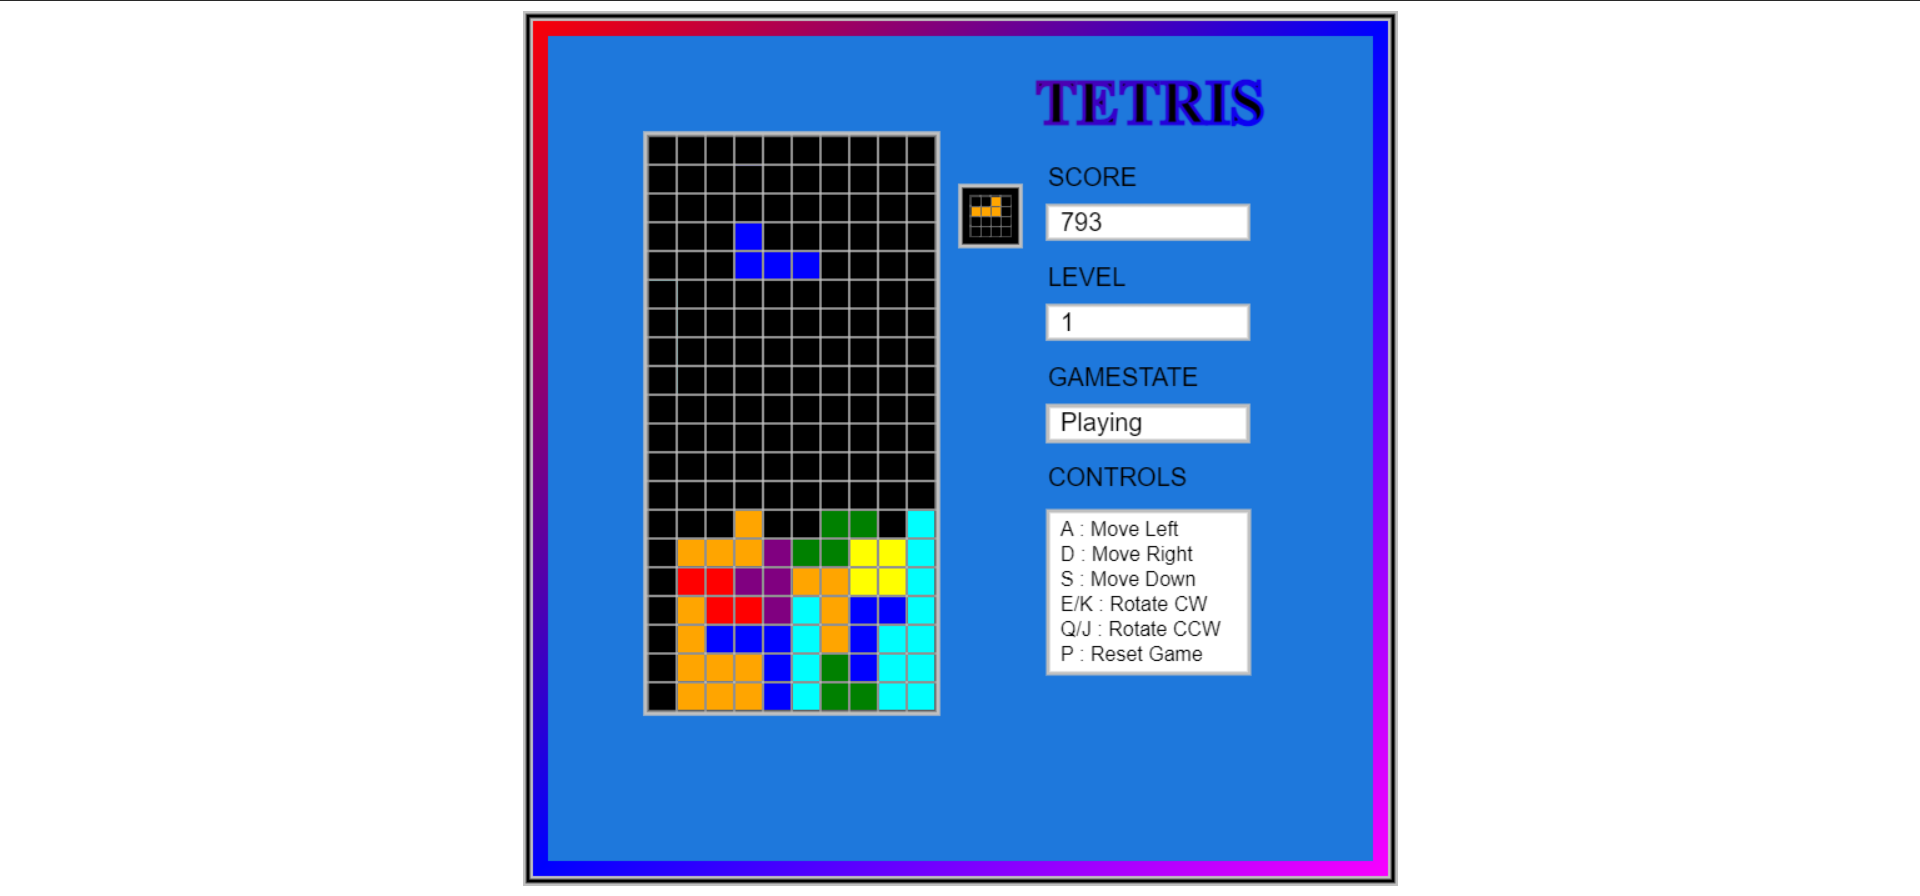 TETRIS
SCORE
793
LEVEL
1
GAMESTATE
Playing
CONTROLS
A : Move Left
D : Move Right
S : Move Down
E/K : Rotate CW
Q/J : Rotate CCW
P : Reset Game